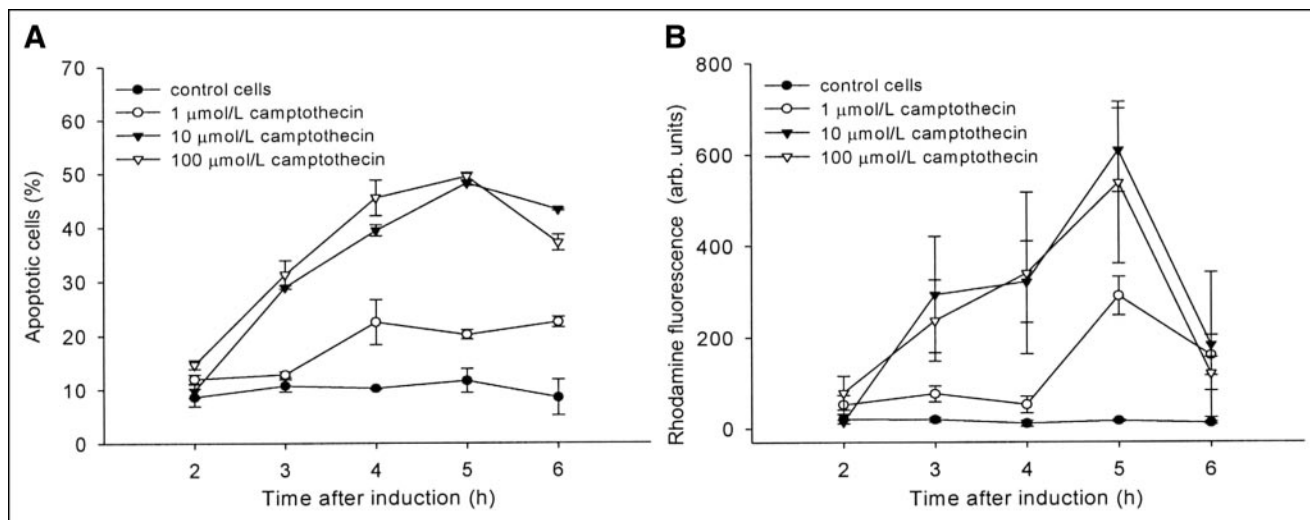 A
70
60
50
40
30
20
10
0
Apoptotic cells (%)
control cells
1 μmol/L camptothecin
10 μmol/L camptothecin
100 μmol/L camptothecin
2 3 4 5 6
Time after induction (h)
B
800
600
400
200
0
Rhodamine fluorescence (arb. units)
control cells
1 μmol/L camptothecin
10 μmol/L camptothecin
100 μmol/L camptothecin
2 3 4 5 6
Time after induction (h)